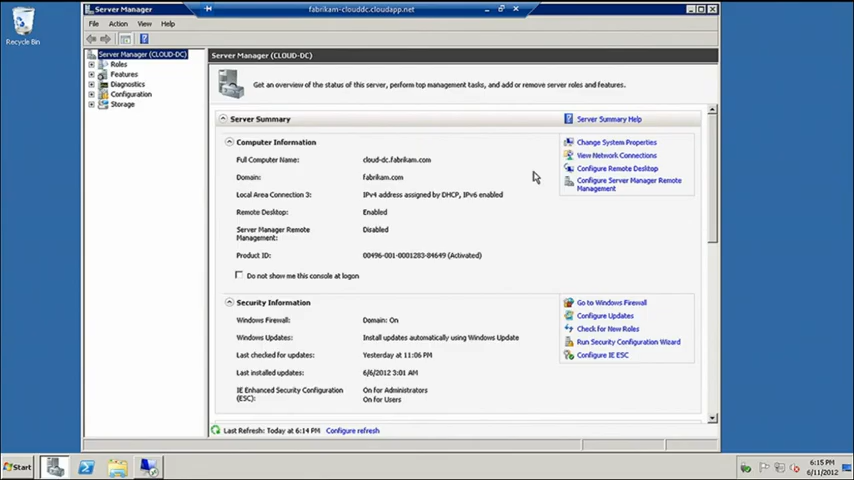 Recycle Bin
Server Manager
fabrikam-clouddc.cloudapp.net
File Action View Help
Server Manager (CLOUD-DC)
Roles
Features
Diagnostics
Configuration
Storage
Server Manager (CLOUD-DC)
Get an overview of the status of this server, perform top management tasks, and add or remove server roles and features.
Server Summary
Server Summary Help
Computer Information
Full Computer Name: cloud-dc.fabrikam.com
Domain: fabrikam.com
Local Area Connection 3: IPv4 address assigned by DHCP, IPv6 enabled
Remote Desktop: Enabled
Server Manager Remote
Management:
Disabled
Product ID: 00496-001-0001283-84649 (Activated)
Do not show me this console at logon
Change System Properties
View Network Connections
Configure Remote Desktop
Configure Server Manager Remote
Management
Security Information
Windows Firewall: Domain: On
Windows Updates: Install updates automatically using Windows Update
Last checked for updates: Yesterday at 11:06 PM
Last installed updates: 6/6/2012 3:01 AM
IE Enhanced Security Configuration
(ESC):
On for Administrators
On for Users
Go to Windows Firewall
Configure Updates
Check for New Roles
Run Security Configuration Wizard
Configure IE ESC
Last Refresh: Today at 6:14 PM Configure refresh
Start
6:15 PM
6/11/2012